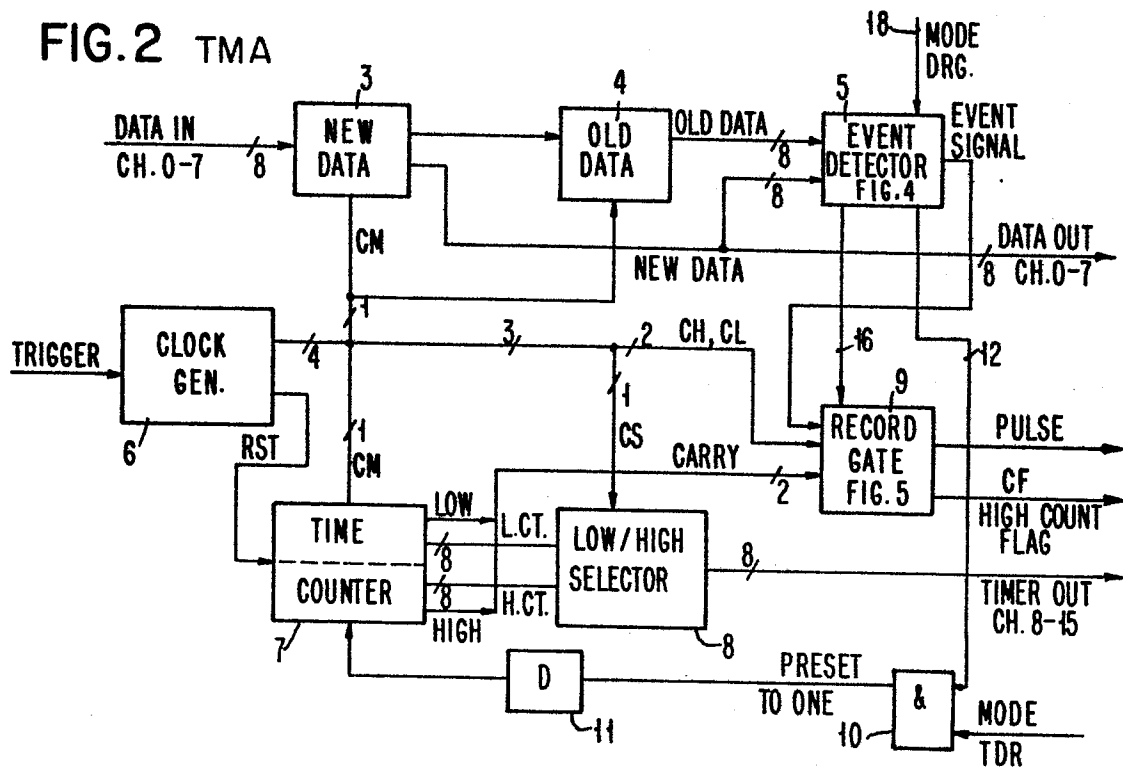 FIG.2 TMA
18
MODE
DRG.
3
4
5
DATA IN
CH. 0-7
8
NEW
DATA
OLD
DATA
OLD DATA
8
8
EVENT
DETECTOR
FIG.4
EVENT
SIGNAL
CM
NEW DATA
8
DATA OUT
CH.0-7
1
TRIGGER
CLOCK
GEN.
6
4
3
2
CH, CL
16
12
1
CS
RST
1
CM
CARRY
2
9
RECORD
GATE
FIG.5
PULSE
CF
HIGH COUNT
FLAG
TIME
COUNTER
7
LOW
L.CT.
8
8
H.CT.
HIGH
LOW/HIGH
SELECTOR
8
8
TIMER OUT
CH. 8-15
D
11
PRESET
TO ONE
&
10
MODE
TDR